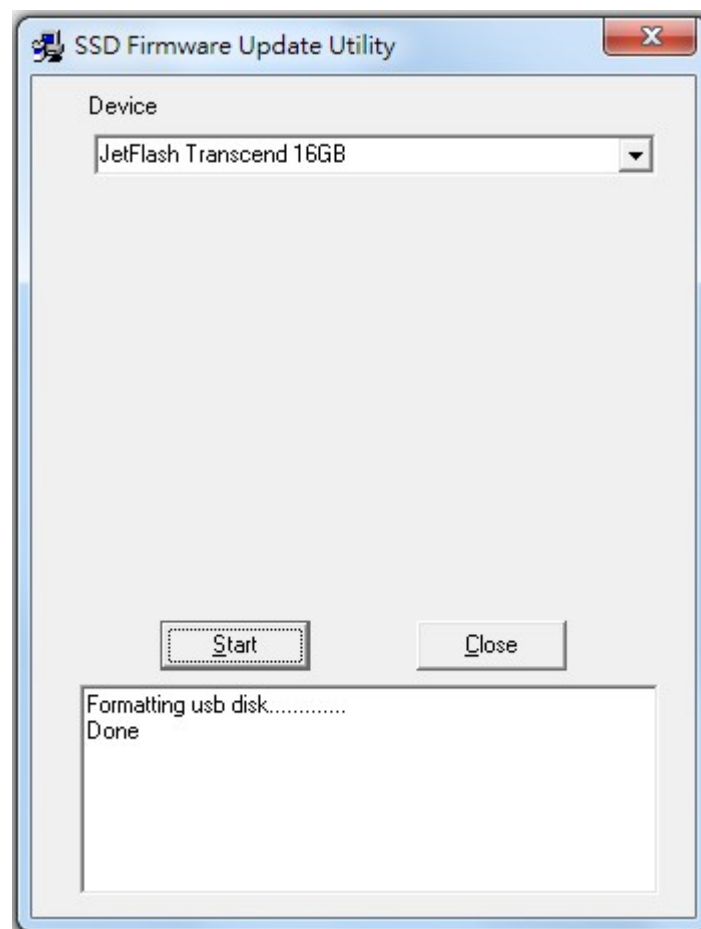 SSD Firmware Update Utility
Device
JetFlash Transcend 16GB
Start
Close
Formatting usb disk.............
Done